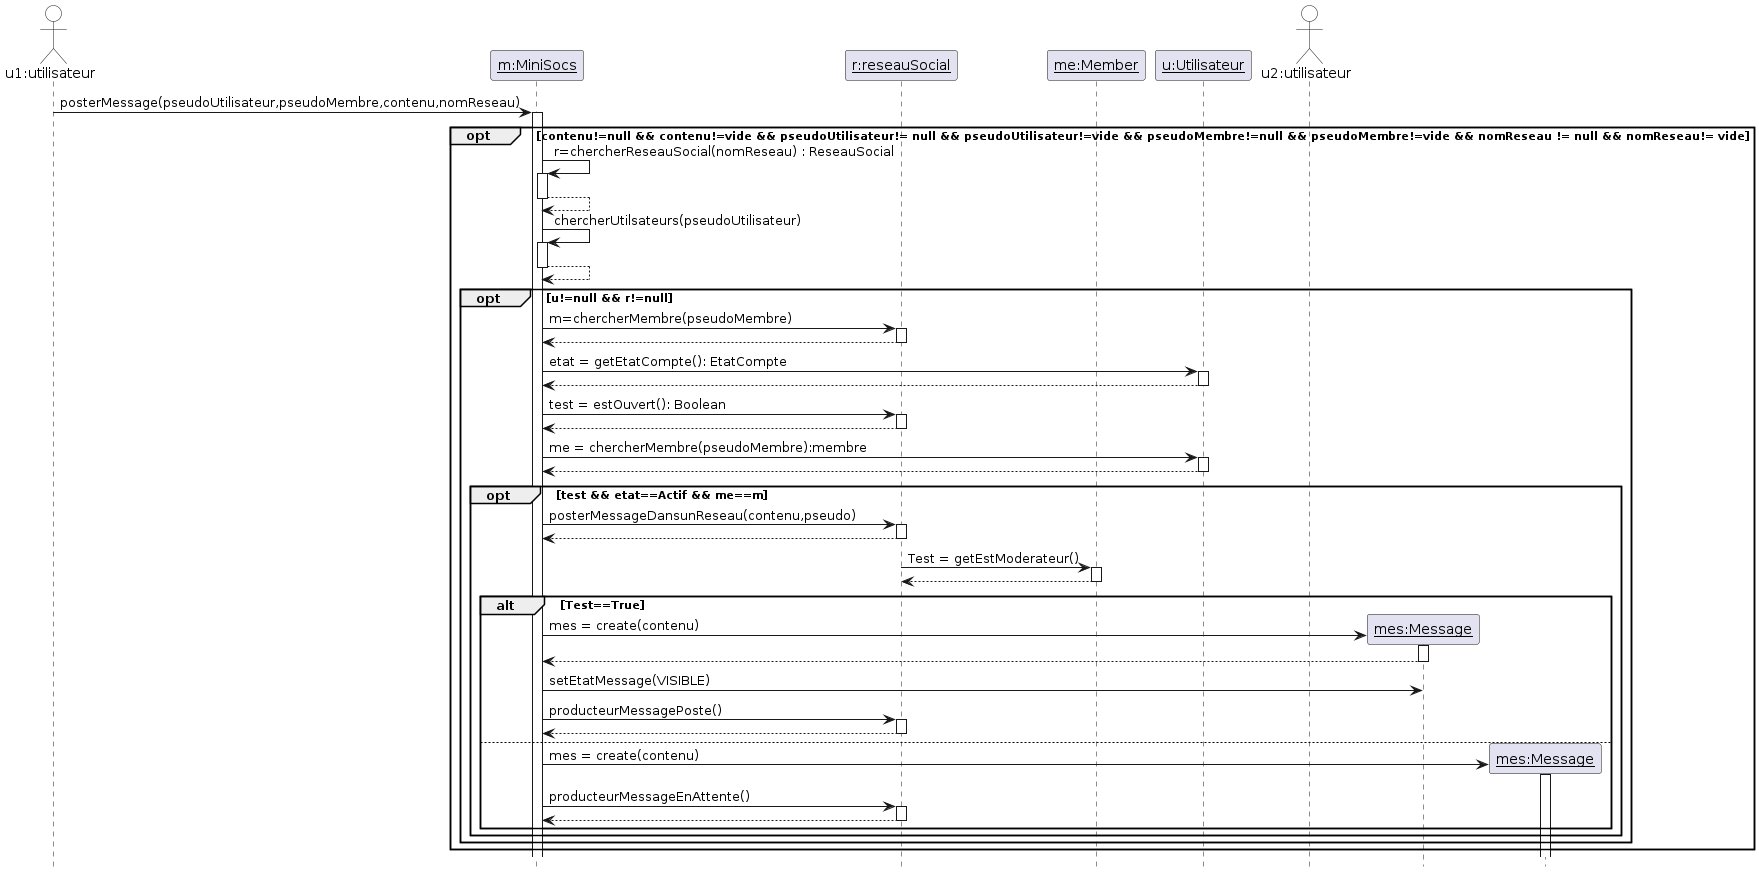 u1:utilisateur
m:MiniSocs
r:reseauSocial
me:Member
u:Utilisateur
u2:utilisateur
posterMessage(pseudoUtilisateur,pseudoMembre,contenu,nomReseau)
opt [contenu!=null && contenu!=vide && pseudoUtilisateur!= null && pseudoUtilisateur!=vide && pseudoMembre!=null && pseudoMembre!=vide && nomReseau != null && nomReseau!= vide]
r=chercherReseauSocial(nomReseau) : ReseauSocial
chercherUtilsateurs(pseudoUtilisateur)
opt [u!=null && r!=null]
m=chercherMembre(pseudoMembre)
etat = getEtatCompte(): EtatCompte
test = estOuvert(): Boolean
me = chercherMembre(pseudoMembre):membre
opt [test && etat==Actif && me==m]
posterMessageDansunReseau(contenu,pseudo)
Test = getEstModerateur()
alt [Test==True]
mes = create(contenu)
mes:Message
setEtatMessage(VISIBLE)
producteurMessagePoste()
mes = create(contenu)
mes:Message
producteurMessageEnAttente()